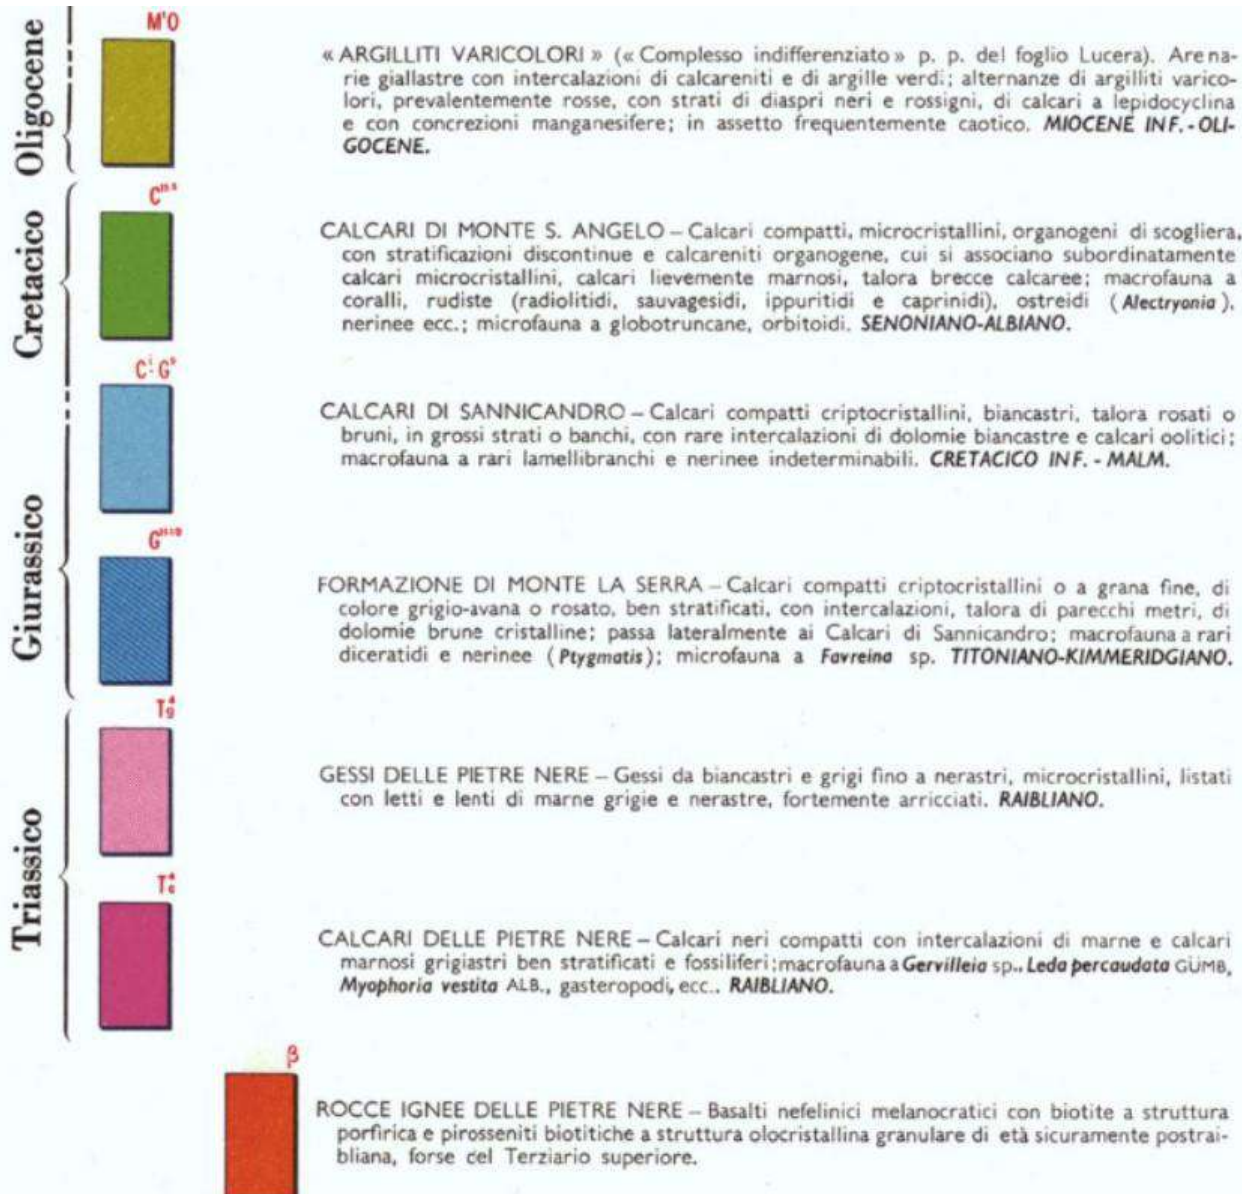 Oligocene
M¹O
« ARGILLITI VARICOLORI » (« Complesso indifferenziato » p. p. del foglio Lucera). Arena-
rie giallastre con intercalazioni di calcareniti e di argille verdi; alternanze di argilliti varico-
lori, prevalentemente rosse, con strati di diaspri neri e rossigni, di calcari a lepidocyclina
e con concrezioni manganesifere; in assetto frequentemente caotico. MIOCENE INF.-OLI-
GOCENE.
Cretacico
CALCARI DI MONTE S. ANGELO – Calcari compatti, microcristallini, organogeni di scogliera,
con stratificazioni discontinue e calcareniti organogene, cui si associano subordinatamente
calcari microcristallini, calcari lievemente marnosi, talora brecce calcaree; macrofauna a
coralli, rudiste (radiolitidi, sauvagesidi, ippuritidi e caprinidi), ostreidi (Alectryonia),
nerinee ecc.; microfauna a globotruncane, orbitoidi. SENONIANO-ALBIANO.
Cⁱ-Gˢ
CALCARI DI SANNICANDRO – Calcari compatti criptocristallini, biancastri, talora rosati o
bruni, in grossi strati o banchi, con rare intercalazioni di dolomie biancastre e calcari oolitici;
macrofauna a rari lamellibranchi e nerinee indeterminabili. CRETACICO INF. - MALM.
Giurassico
FORMAZIONE DI MONTE LA SERRA – Calcari compatti criptocristallini o a grana fine, di
colore grigio-avana o rosato, ben stratificati, con intercalazioni, talora di parecchi metri, di
dolomie brune cristalline; passa lateralmente ai Calcari di Sannicandro; macrofauna a rari
diceratidi e nerinee (Ptygmatis); microfauna a Favreina sp. TITONIANO-KIMMERIDGIANO.
Triassico
GESSI DELLE PIETRE NERE – Gessi da biancastri e grigi fino a nerastri, microcristallini, listati
con letti e lenti di marne grigie e nerastre, fortemente arricciati. RAIBLIANO.
CALCARI DELLE PIETRE NERE – Calcari neri compatti con intercalazioni di marne e calcari
marnosi grigiastri ben stratificati e fossiliferi; macrofauna a Gervilleia sp., Leda percaudata GÜMB,
Myophoria vestita ALB., gasteropodi, ecc.. RAIBLIANO.
β
ROCCE IGNEE DELLE PIETRE NERE – Basalti nefelinici melanocratici con biotite a struttura
porfirica e pirosseniti biotitiche a struttura olocristallina granulare di età sicuramente postrai-
bliana, forse del Terziario superiore.